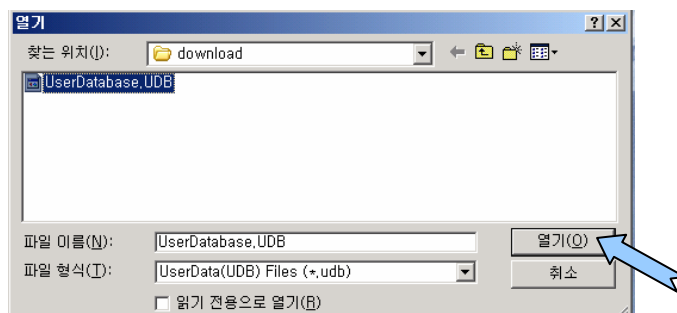 열기
찾는 위치(I): download
UserDatabase,UDB
파일 이름(N): UserDatabase,UDB 열기(O)
파일 형식(T): UserData(UDB) Files (*,udb) 취소
읽기 전용으로 열기(R)